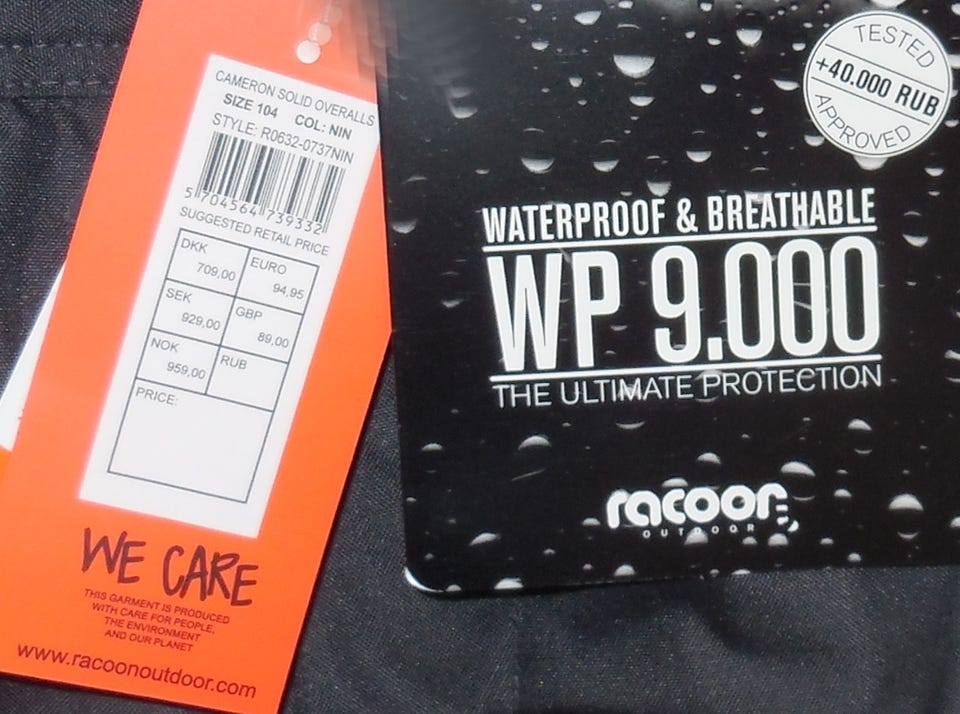 CAMERON SOLID OVERALLS
SIZE 104 COL: NIN
STYLE: R0632-0737NIN
5 704564 739332
SUGGESTED RETAIL PRICE
DKK 709,00 EURO 94,95
SEK 929,00 GBP 89,00
NOK 959,00 RUB
PRICE:
WE CARE
THIS GARMENT IS PRODUCED
WITH CARE FOR PEOPLE,
THE ENVIRONMENT
AND OUR PLANET
www.racoonoutdoor.com
TESTED
+40.000 RUB
APPROVED
WATERPROOF & BREATHABLE
WP 9.000
THE ULTIMATE PROTECTION
racoon
OUTDOOR